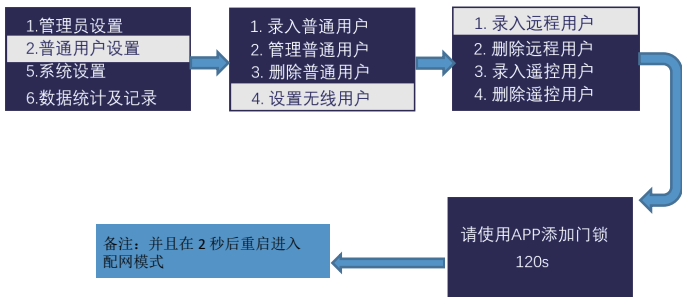 1.管理员设置
2.普通用户设置
5.系统设置
6.数据统计及记录
1. 录入普通用户
2. 管理普通用户
3. 删除普通用户
4. 设置无线用户
1. 录入远程用户
2. 删除远程用户
3. 录入遥控用户
4. 删除遥控用户
请使用APP添加门锁
120s
备注：并且在 2 秒后重启进入
配网模式